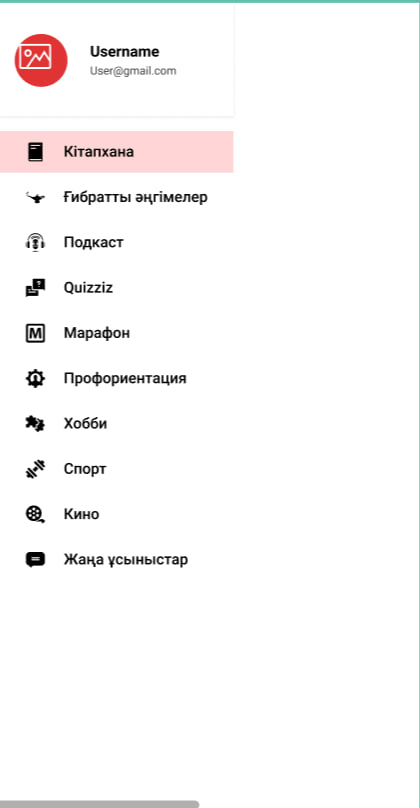 Username
User@gmail.com
Кітапхана
Ғибратты әңгімелер
Подкаст
Quizziz
M Марафон
Профориентация
Хобби
Спорт
Кино
Жаңа ұсыныстар